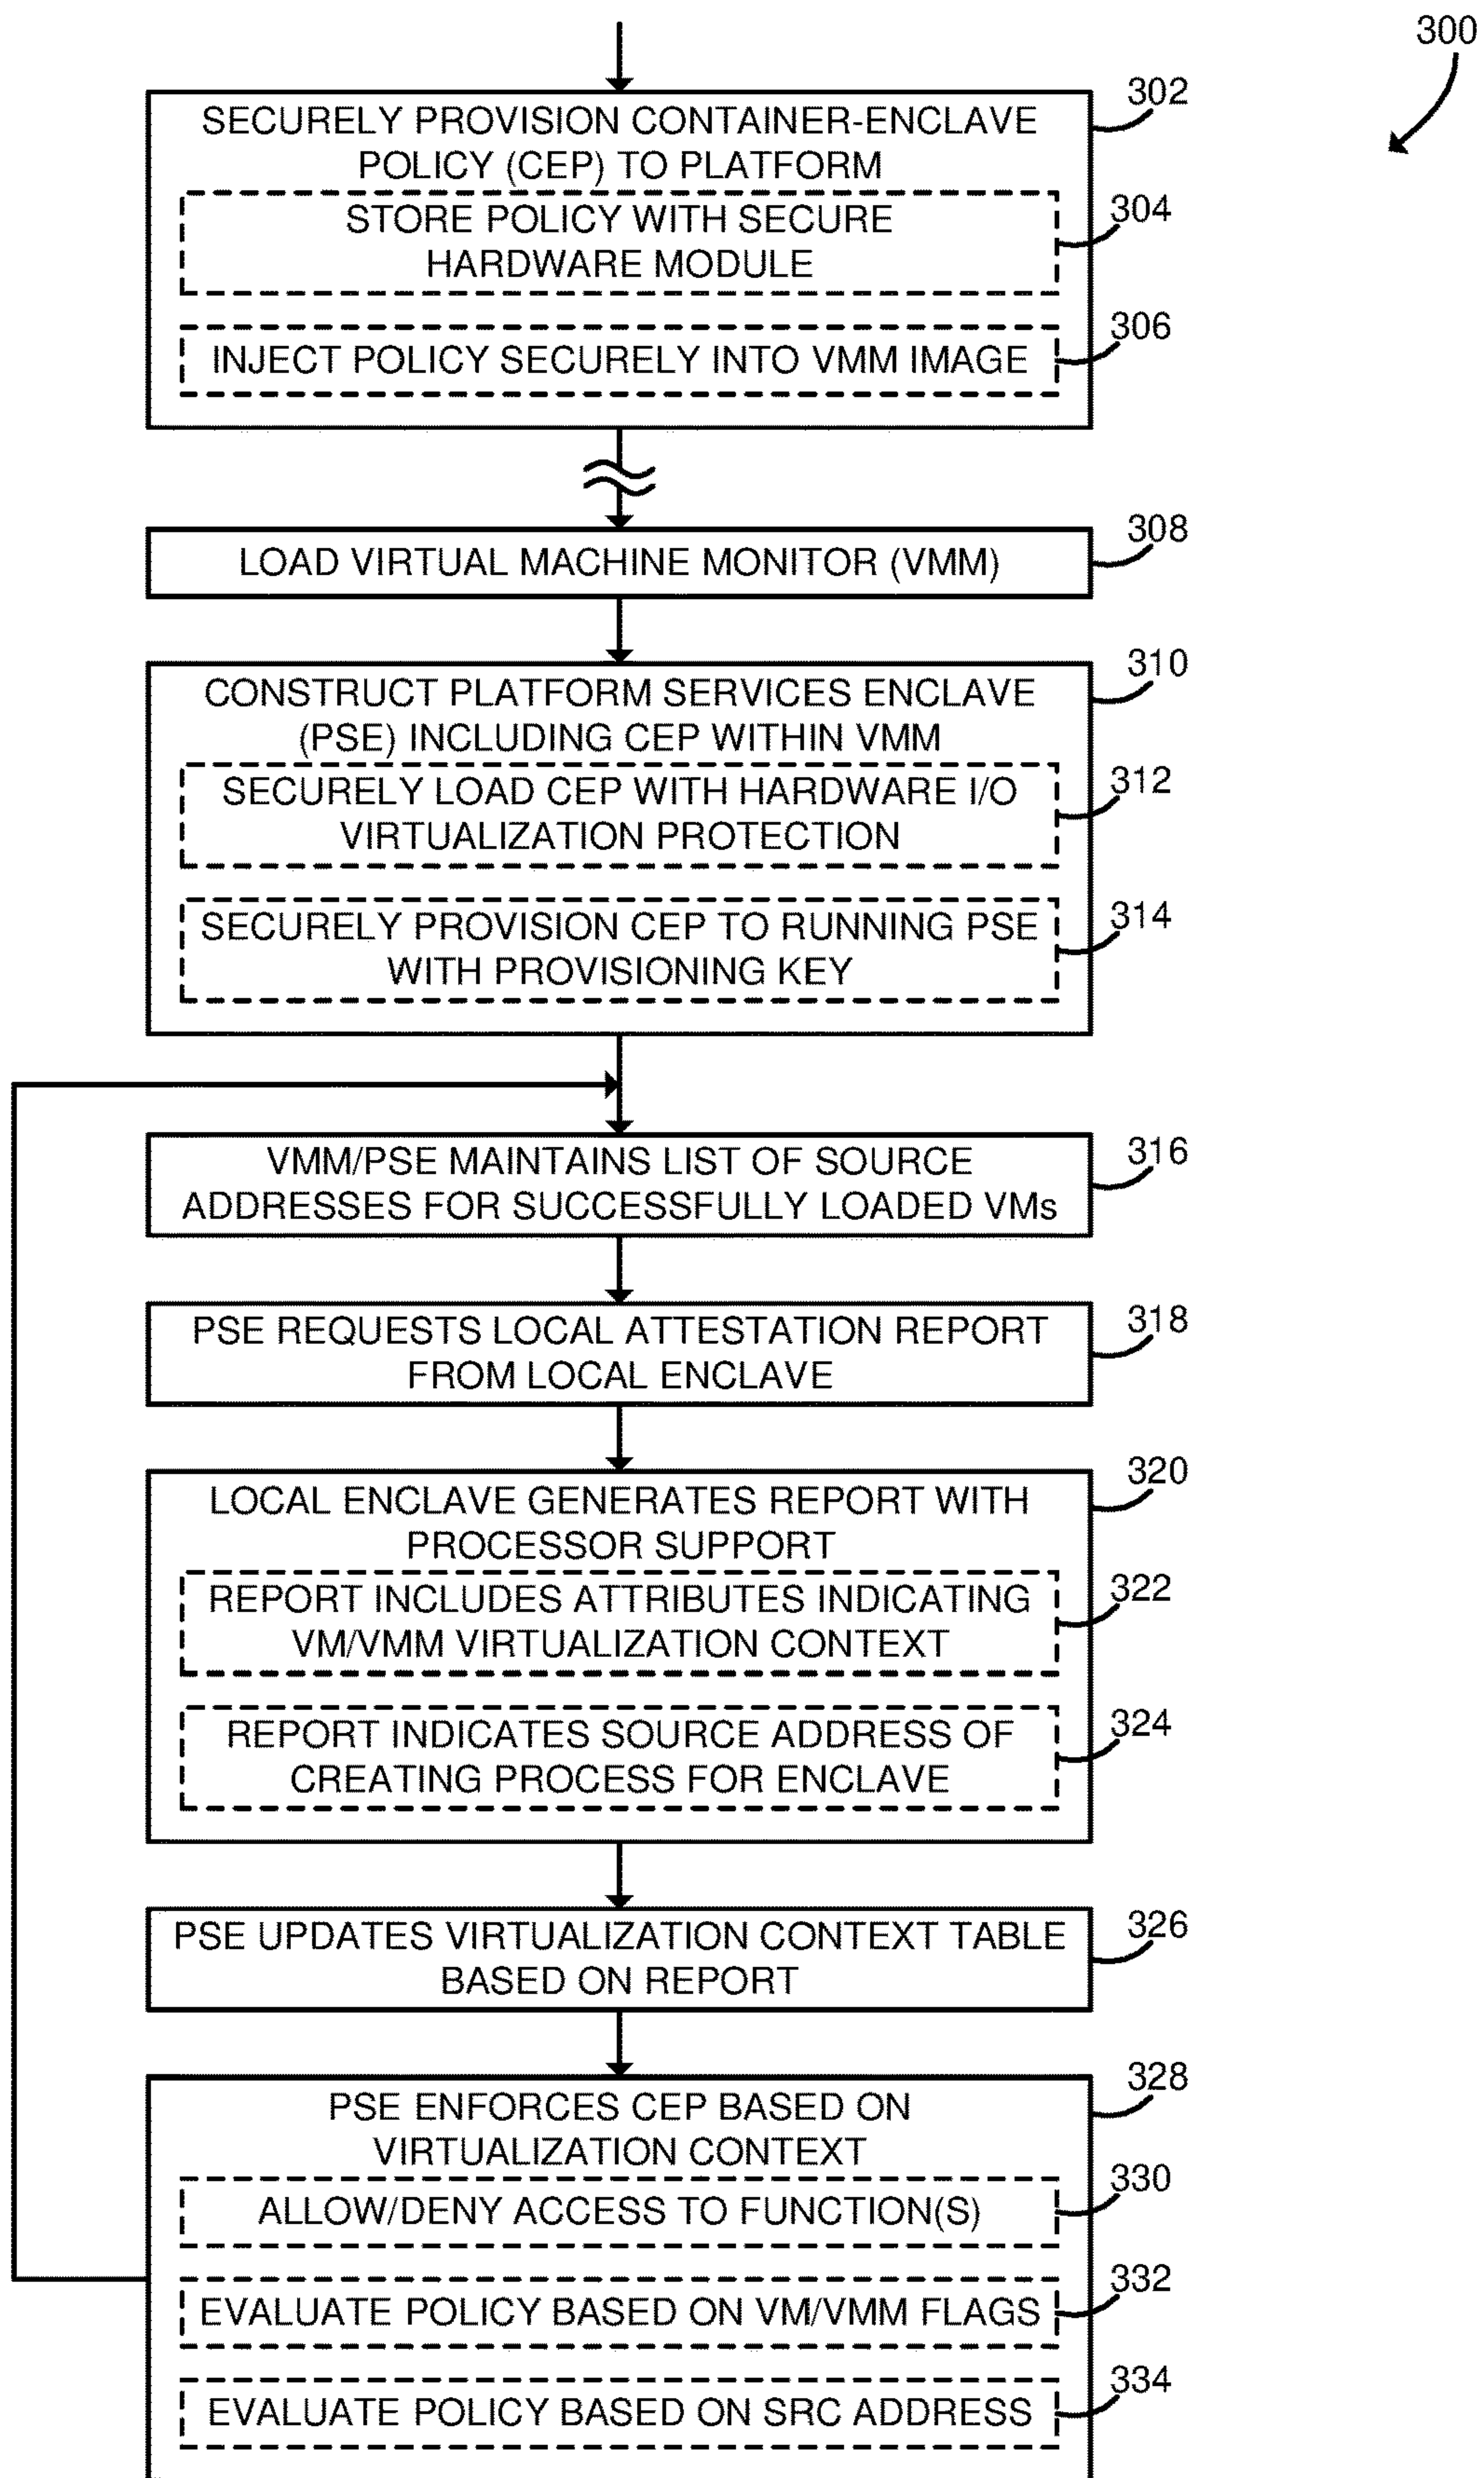 300
302
SECURELY PROVISION CONTAINER-ENCLAVE
POLICY (CEP) TO PLATFORM
304
STORE POLICY WITH SECURE
HARDWARE MODULE
306
INJECT POLICY SECURELY INTO VMM IMAGE
308
LOAD VIRTUAL MACHINE MONITOR (VMM)
310
CONSTRUCT PLATFORM SERVICES ENCLAVE
(PSE) INCLUDING CEP WITHIN VMM
312
SECURELY LOAD CEP WITH HARDWARE I/O
VIRTUALIZATION PROTECTION
314
SECURELY PROVISION CEP TO RUNNING PSE
WITH PROVISIONING KEY
316
VMM/PSE MAINTAINS LIST OF SOURCE
ADDRESSES FOR SUCCESSFULLY LOADED VMs
318
PSE REQUESTS LOCAL ATTESTATION REPORT
FROM LOCAL ENCLAVE
320
LOCAL ENCLAVE GENERATES REPORT WITH
PROCESSOR SUPPORT
322
REPORT INCLUDES ATTRIBUTES INDICATING
VM/VMM VIRTUALIZATION CONTEXT
324
REPORT INDICATES SOURCE ADDRESS OF
CREATING PROCESS FOR ENCLAVE
326
PSE UPDATES VIRTUALIZATION CONTEXT TABLE
BASED ON REPORT
328
PSE ENFORCES CEP BASED ON
VIRTUALIZATION CONTEXT
330
ALLOW/DENY ACCESS TO FUNCTION(S)
332
EVALUATE POLICY BASED ON VM/VMM FLAGS
334
EVALUATE POLICY BASED ON SRC ADDRESS